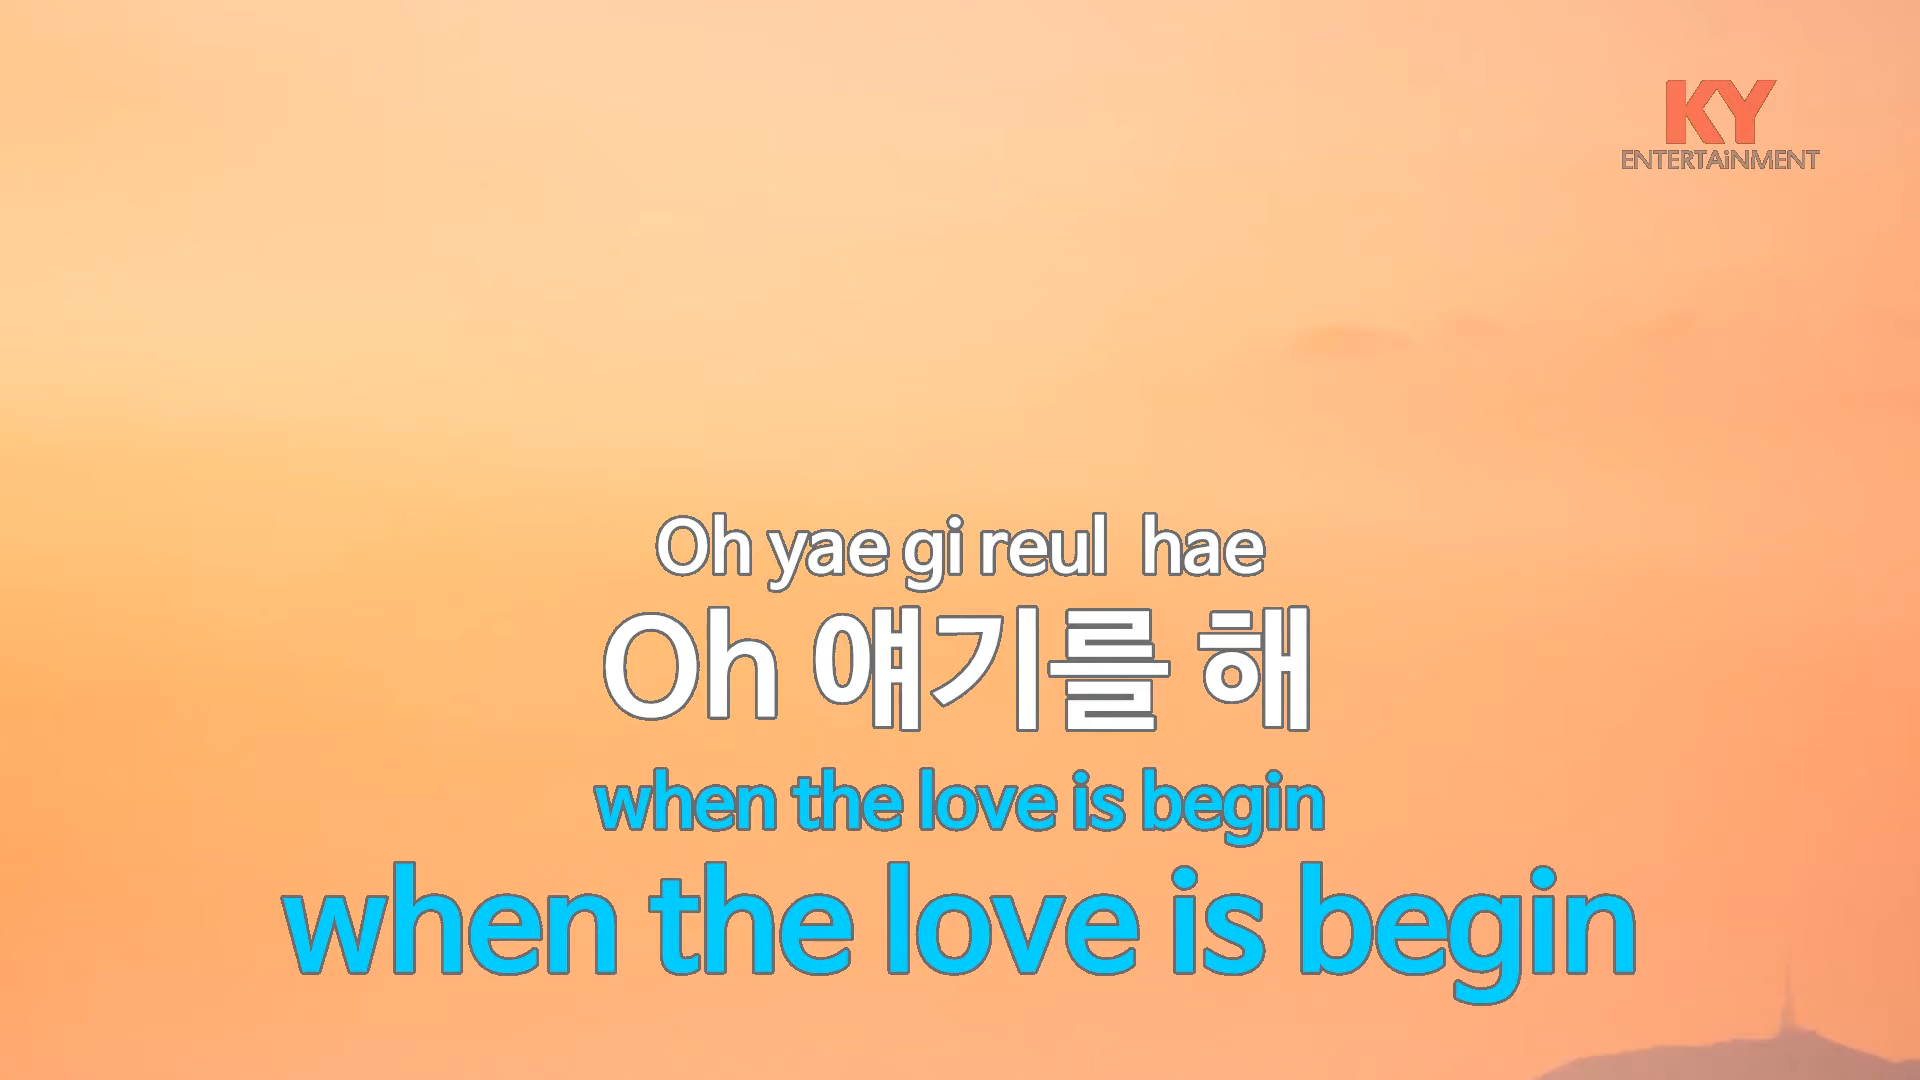 KY
ENTERTAiNMENT
Oh yae gi reul hae
Oh 얘기를 해
when the love is begin
when the love is begin